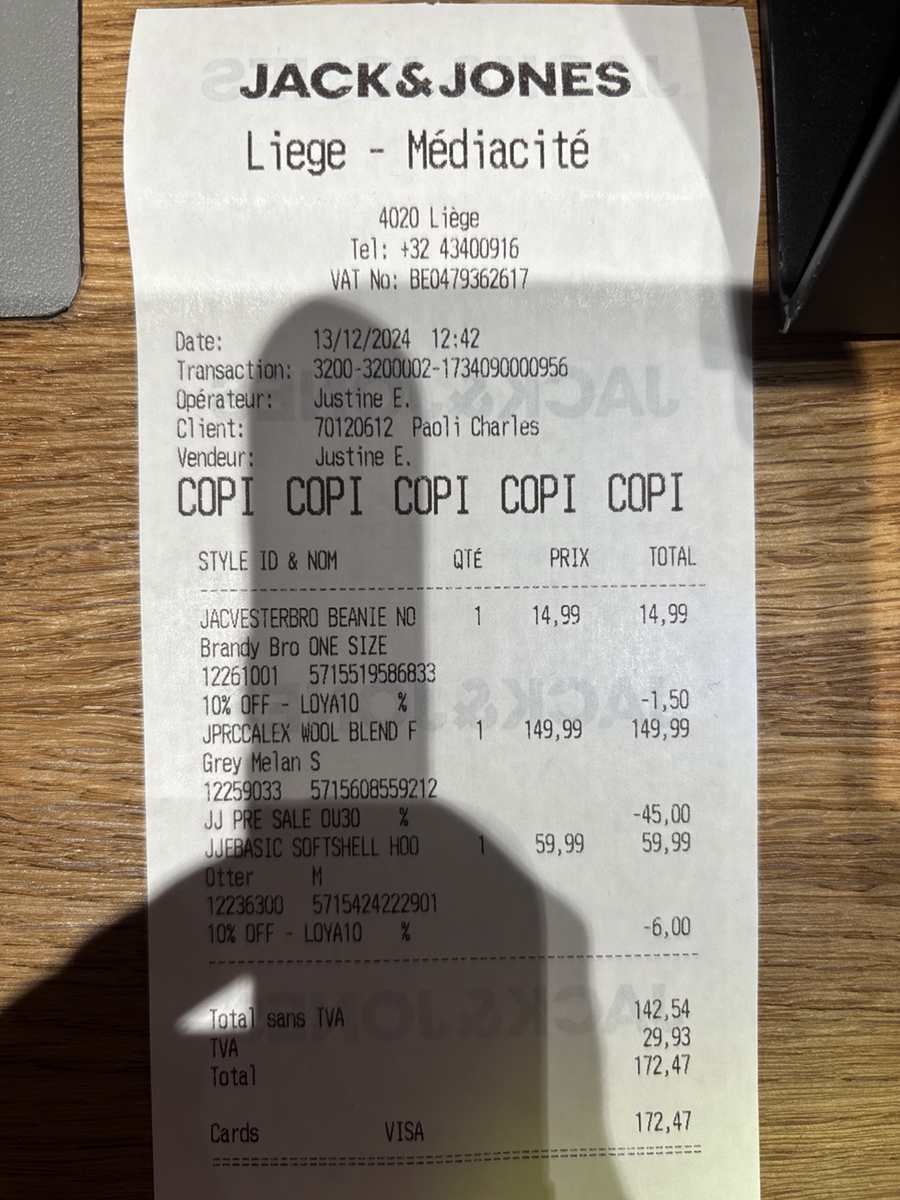 JACK&JONES
Liege - Médiacité
4020 Liège
Tel: +32 43400916
VAT No: BE0479362617
Date: 13/12/2024 12:42
Transaction: 3200-3200002-1734090000956
Opérateur: Justine E.
Client: 70120612 Paoli Charles
Vendeur: Justine E.
COPI COPI COPI COPI COPI
STYLE ID & NOM QTÉ PRIX TOTAL
JACVESTERBRO BEANIE NO 1 14,99 14,99
Brandy Bro ONE SIZE
12261001 5715519586833
10% OFF - LOYA10 % -1,50
JPRCCALEX WOOL BLEND F 1 149,99 149,99
Grey Melan S
12259033 5715608559212
JJ PRE SALE OU30 % -45,00
JJEBASIC SOFTSHELL HOO 1 59,99 59,99
Otter M
12236300 5715424222901
10% OFF - LOYA10 % -6,00
Total sans TVA 142,54
TVA 29,93
Total 172,47
Cards VISA 172,47